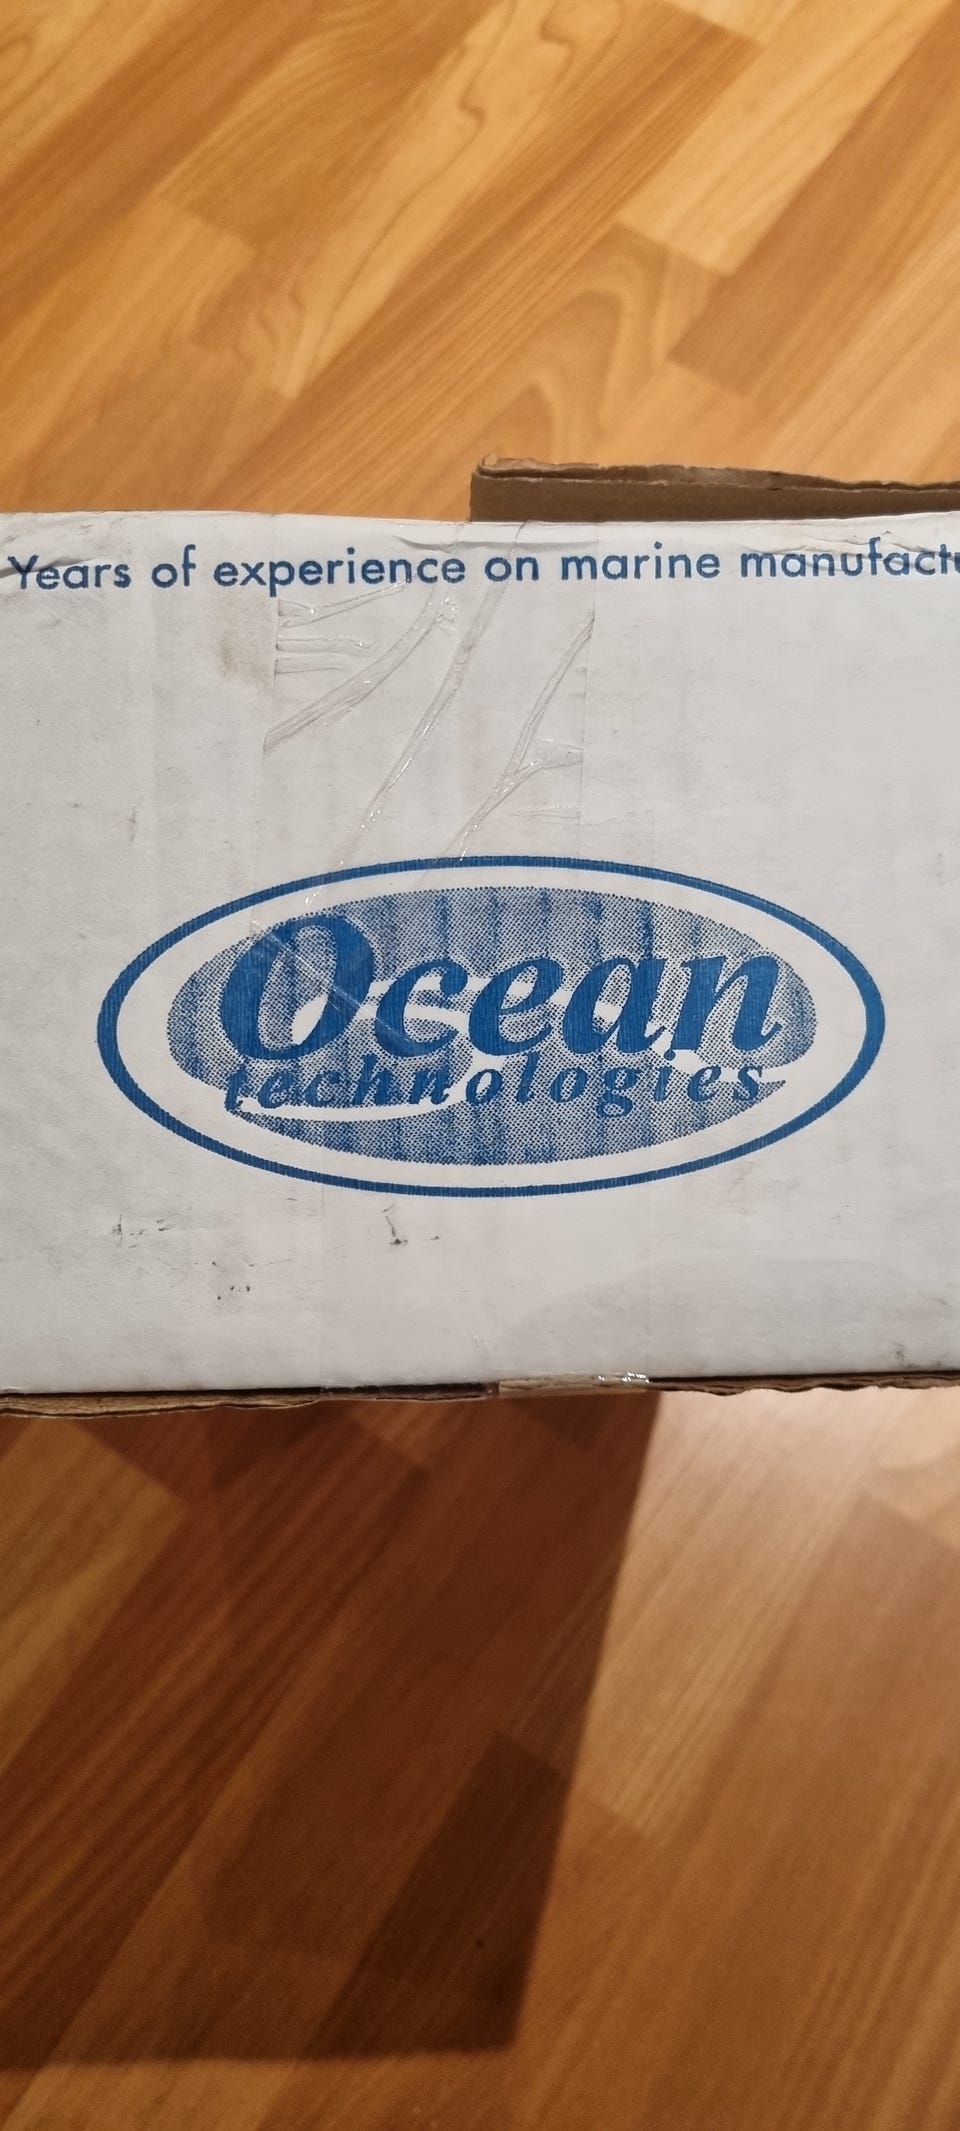 Years of experience on marine
Ocean
technologies